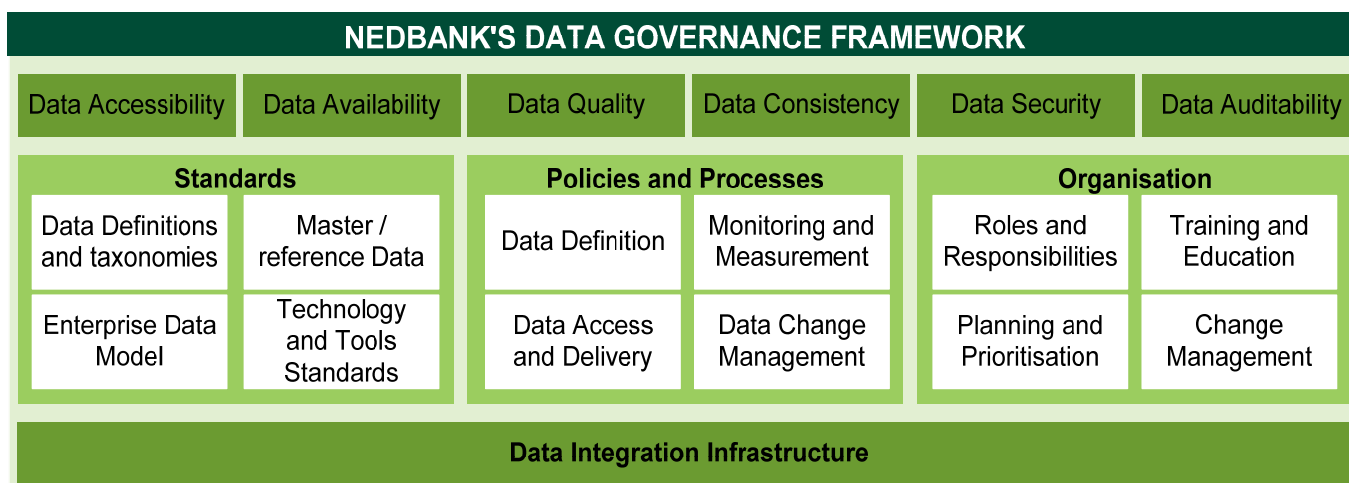 NEDBANK'S DATA GOVERNANCE FRAMEWORK
Data Accessibility
Data Availability
Data Quality
Data Consistency
Data Security
Data Auditability
Standards
Data Definitions
and taxonomies
Master /
reference Data
Enterprise Data
Model
Technology
and Tools
Standards
Policies and Processes
Data Definition
Monitoring and
Measurement
Data Access
and Delivery
Data Change
Management
Organisation
Roles and
Responsibilities
Training and
Education
Planning and
Prioritisation
Change
Management
Data Integration Infrastructure